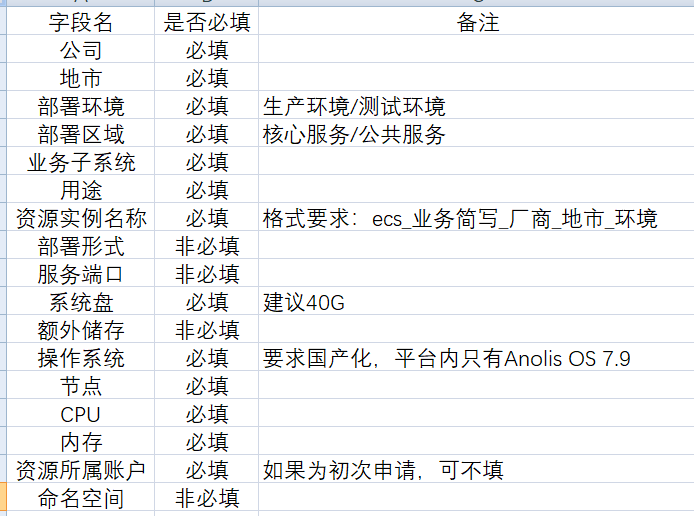 字段名 是否必填 备注
公司 必填
地市 必填
部署环境 必填 生产环境/测试环境
部署区域 必填 核心服务/公共服务
业务子系统 必填
用途 必填
资源实例名称 必填 格式要求：ecs_业务简写_厂商_地市_环境
部署形式 非必填
服务端口 非必填
系统盘 必填 建议40G
额外储存 非必填
操作系统 必填 要求国产化，平台内只有Anolis OS 7.9
节点 必填
CPU 必填
内存 必填
资源所属账户 必填 如果为初次申请，可不填
命名空间 非必填